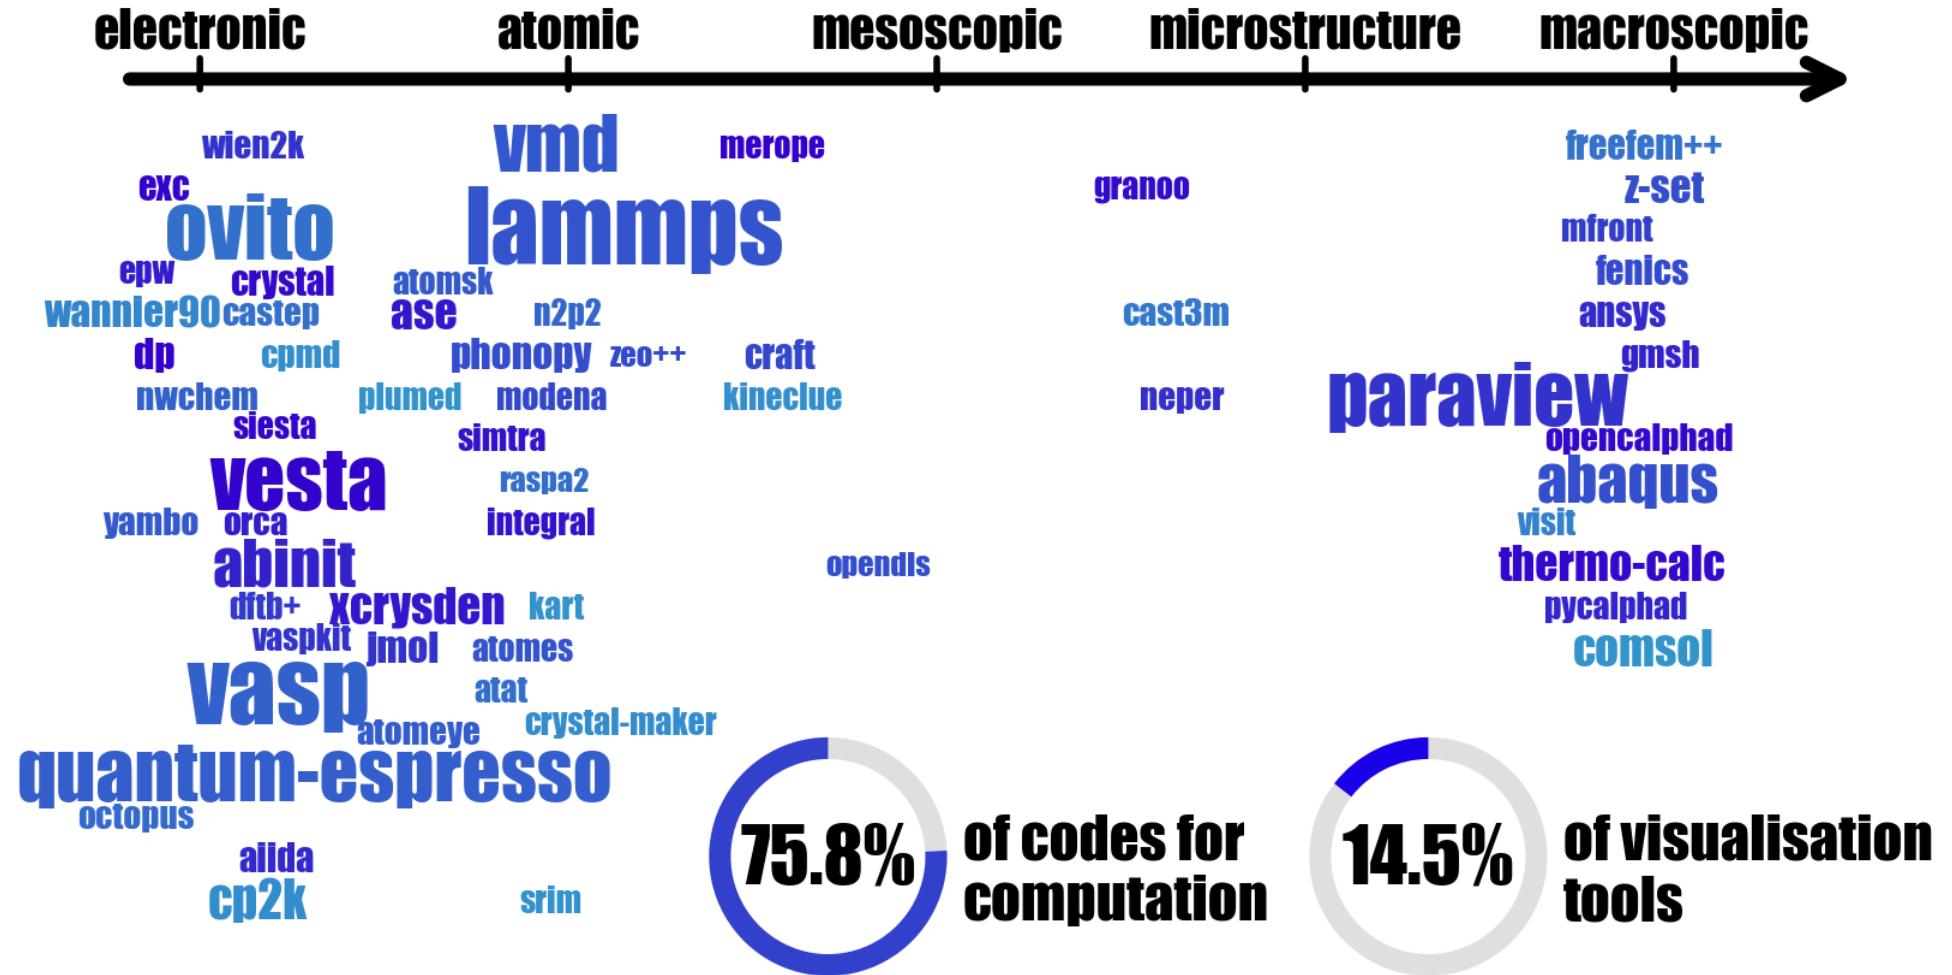 electronic atomic mesoscopic microstructure macroscopic
wien2k vmd merope freefem++
exc granoo z-set
ovito lammps mfront
epw crystal atomsk fenics
wannier90 castep ase n2p2 cast3m ansys
dp cpmd phonopy zeo++ craft gmsh
nwchem plumed modena kineclue neper paraview
siesta simtra opencalphad
vesta raspa2 abaqus
yambo orca integral visit
abinit opendis thermo-calc
dftb+ xcrysden kart pycalphad
vaspkit jmol atomes comsol
vasp atat
atomeye crystal-maker
quantum-espresso
octopus
75.8% of codes for
computation
14.5% of visualisation
tools
aiida
cp2k srim